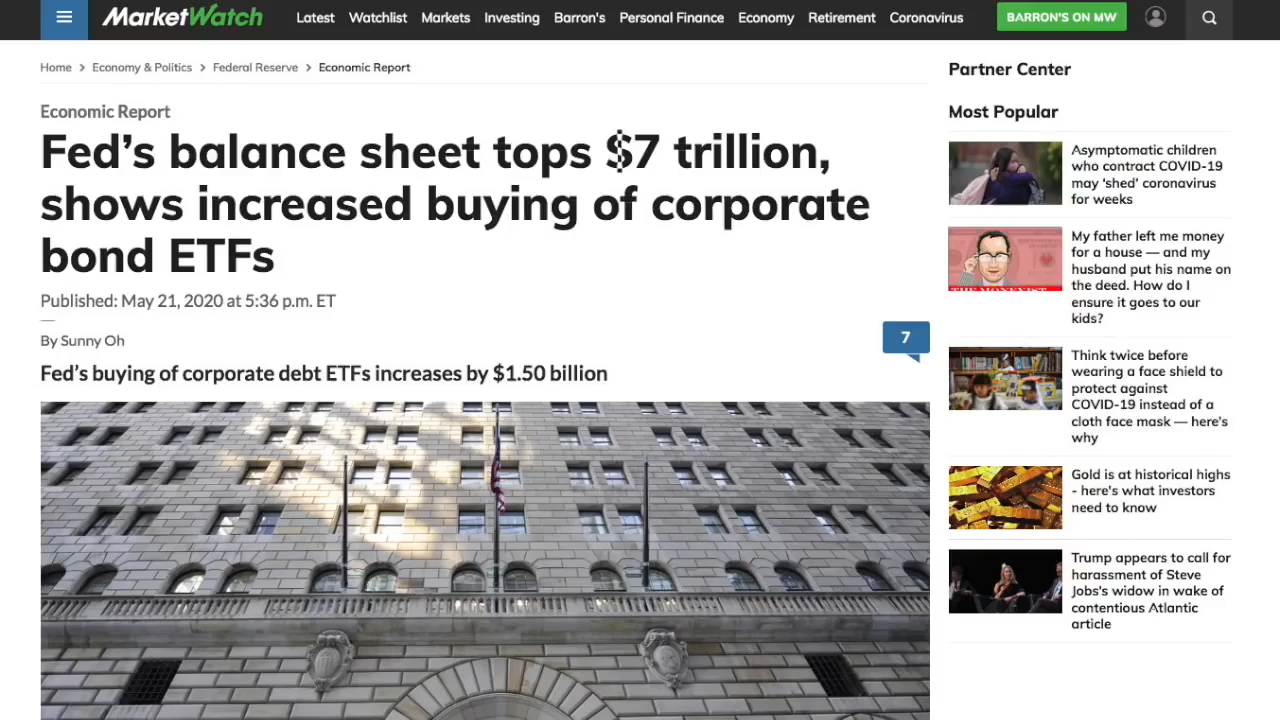 MarketWatch
Latest
Watchlist
Markets
Investing
Barron's
Personal Finance
Economy
Retirement
Coronavirus
BARRON'S ON MW
Home > Economy & Politics > Federal Reserve > Economic Report
Economic Report
Fed's balance sheet tops $7 trillion,
shows increased buying of corporate
bond ETFs
Published: May 21, 2020 at 5:36 p.m. ET
By Sunny Oh
7
Fed's buying of corporate debt ETFs increases by $1.50 billion
Partner Center
Most Popular
Asymptomatic children
who contract COVID-19
may 'shed' coronavirus
for weeks
THE MONEYIST
My father left me money
for a house — and my
husband put his name on
the deed. How do I
ensure it goes to our
kids?
Think twice before
wearing a face shield to
protect against
COVID-19 instead of a
cloth face mask — here's
why
Gold is at historical highs
- here's what investors
need to know
Trump appears to call for
harassment of Steve
Jobs's widow in wake of
contentious Atlantic
article